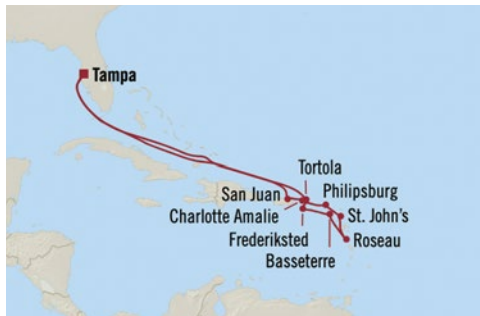 Tampa
Tortola
San Juan
Philipsburg
Charlotte Amalie
St. John's
Frederiksted
Roseau
Basseterre